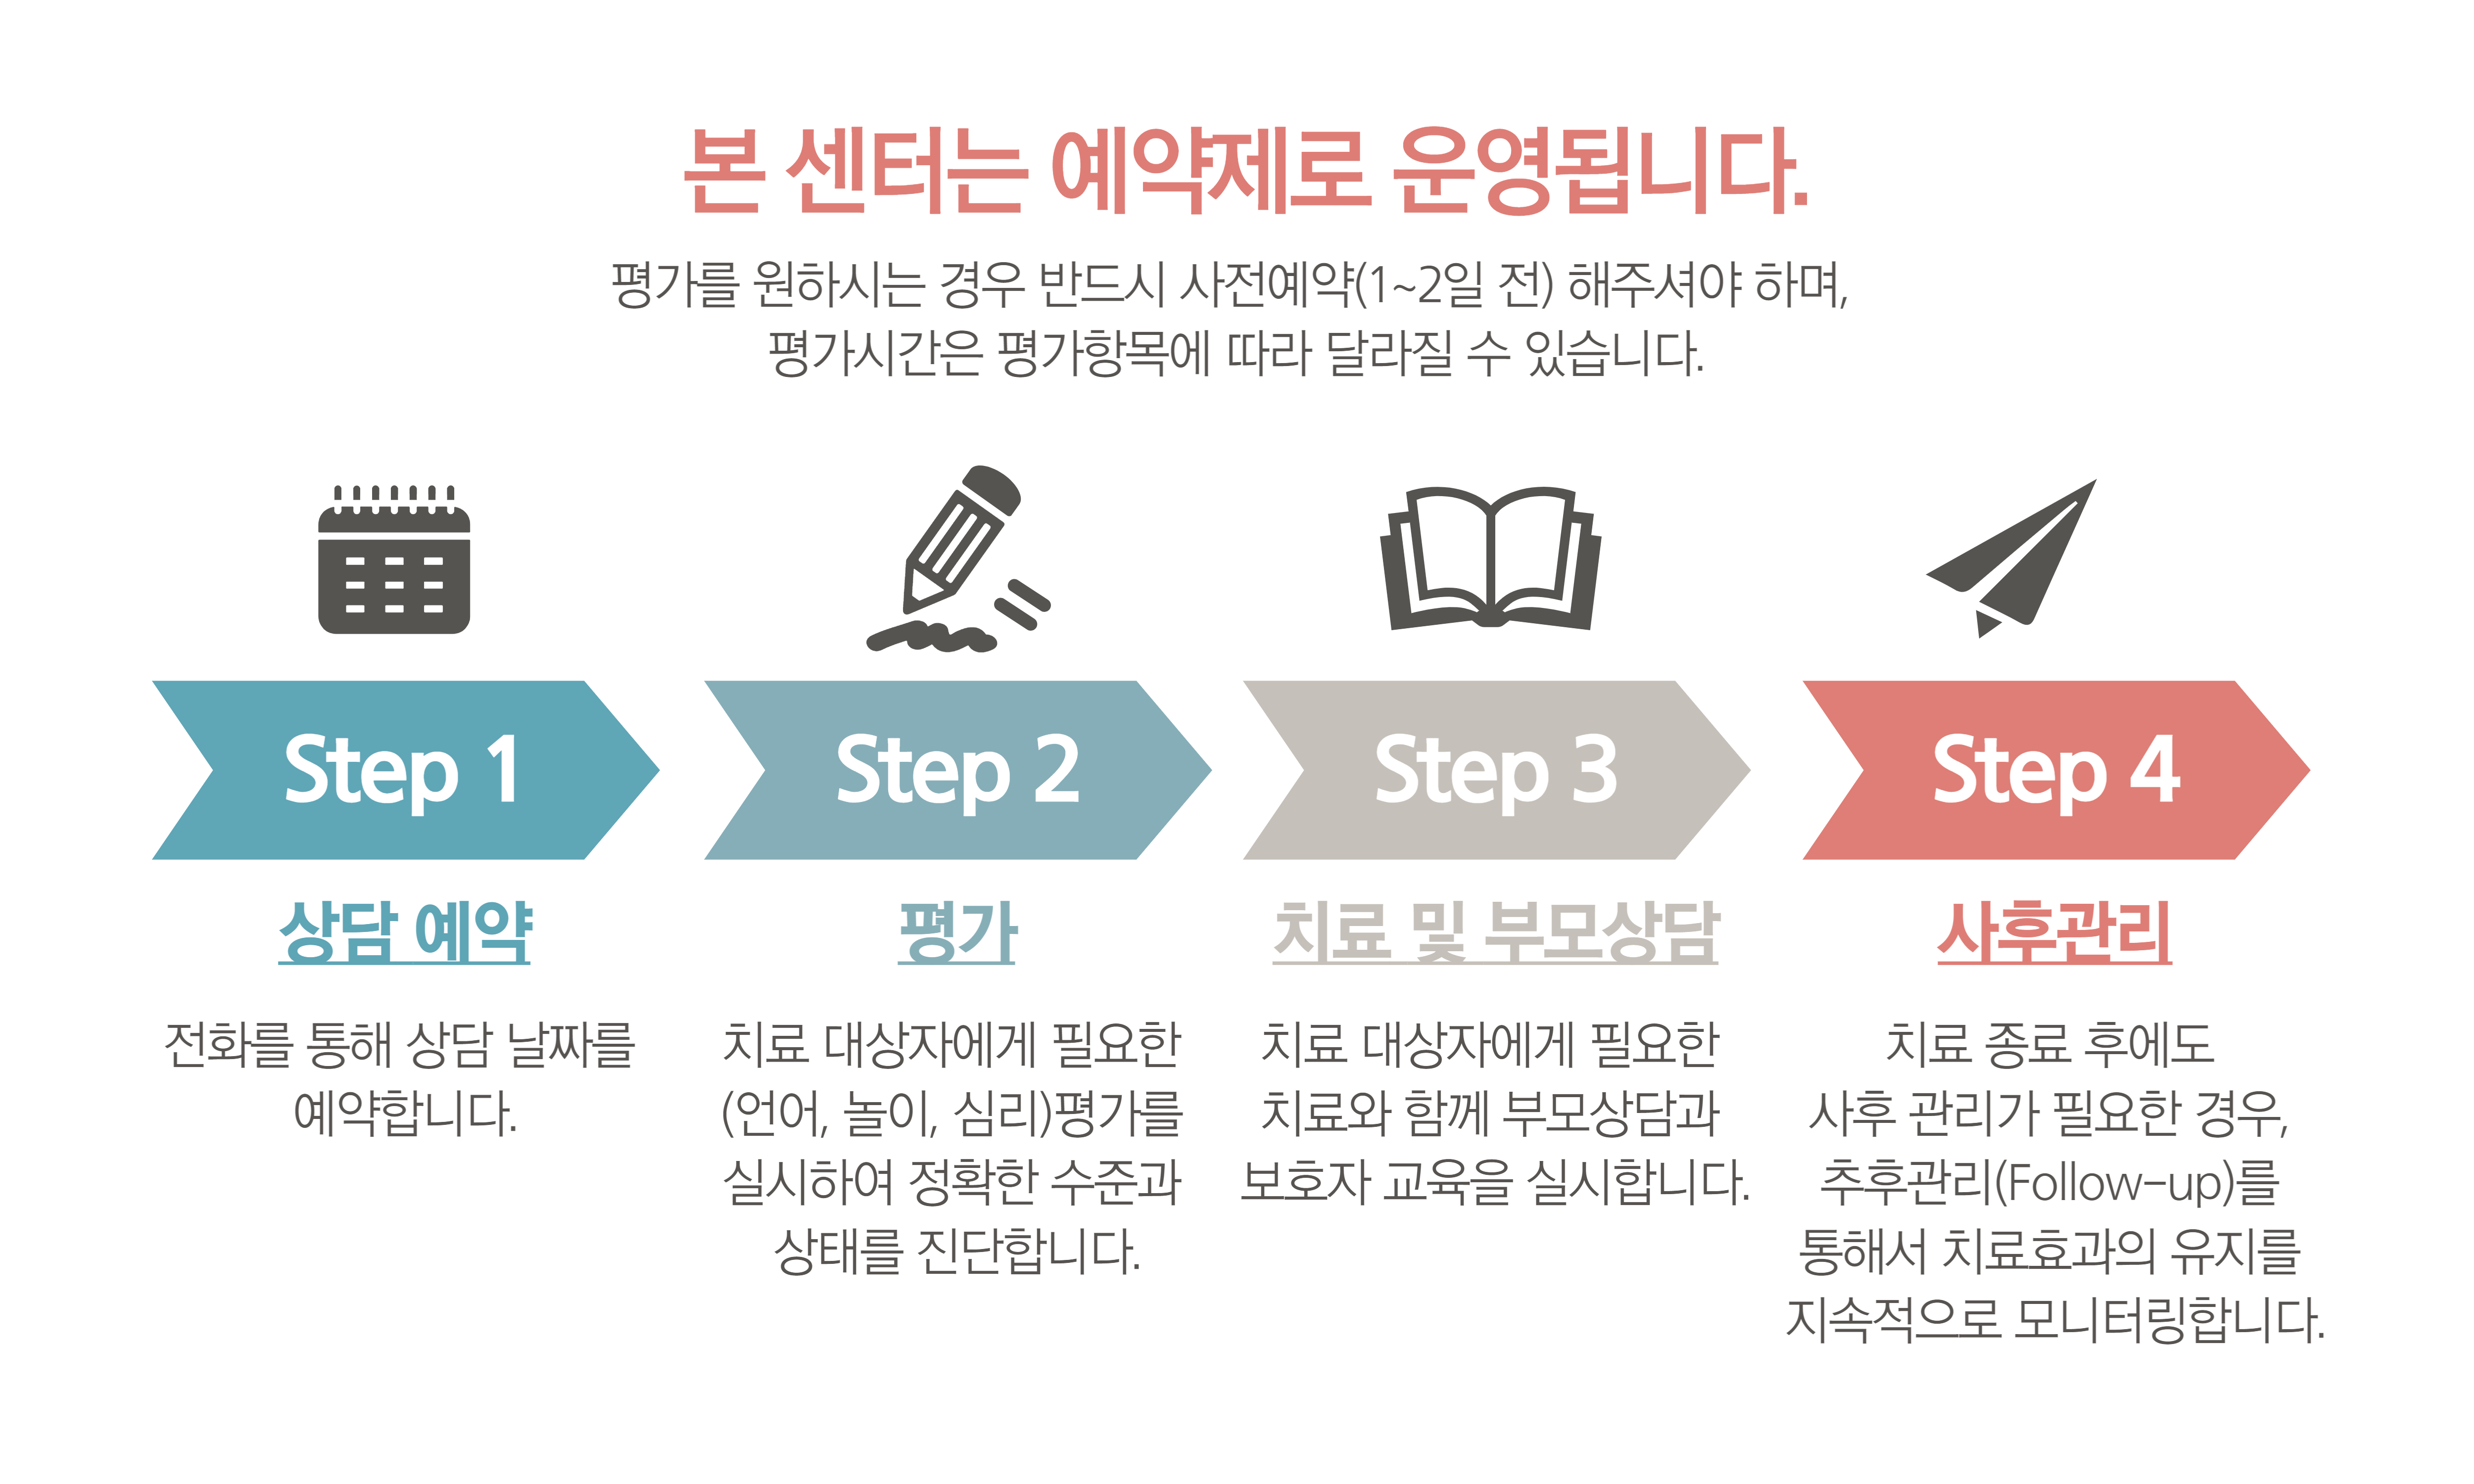 본 센터는 예약제로 운영됩니다.
평가를 원하시는 경우 반드시 사전예약(1~2일 전) 해주셔야 하며,
평가시간은 평가항목에 따라 달라질 수 있습니다.
Step 1
상담 예약
전화를 통해 상담 날짜를
예약합니다.
Step 2
평가
치료 대상자에게 필요한
(언어, 놀이, 심리)평가를
실시하여 정확한 수준과
상태를 진단합니다.
Step 3
치료 및 부모상담
치료 대상자에게 필요한
치료와 함께 부모상담과
보호자 교육을 실시합니다.
Step 4
사후관리
치료 종료 후에도
사후 관리가 필요한 경우,
추후관리(Follow-up)를
통해서 치료효과의 유지를
지속적으로 모니터링합니다.